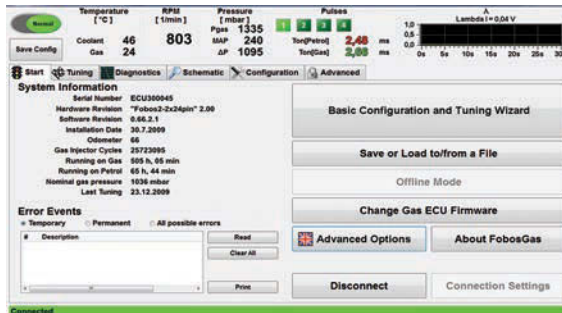 Normal
Save Config
Temperature
[°C]
Coolant 46
Gas 24
RPM
[1/min]
803
Pressure
[mbar]
Pgas 1335
MAP 240
ΔP 1095
Pulses
1 2 3 4
Ton[Petrol] 2,48 ms
Ton[Gas] ms
λ
Lambda I = 0,04 V
1,0
0,5
0,0
0s 5s 10s 15s 20s 25s
Start Tuning Diagnostics Schematic Configuration Advanced
System Information
Serial Number ECU300045
Hardware Revision "Fobos2-2x24pin" 2.00
Software Revision 0.66.2.1
Installation Date 30.7.2009
Odometer 66
Gas Injector Cycles 25723095
Running on Gas 505 h, 05 min
Running on Petrol 65 h, 44 min
Nominal gas pressure 1036 mbar
Last Tuning 23.12.2009
Error Events
Temporary Permanent All possible errors
# Description
Read
Clear All
Print
Basic Configuration and Tuning Wizard
Save or Load to/from a File
Offline Mode
Change Gas ECU Firmware
Advanced Options About FobosGas
Disconnect Connection Settings
Connected